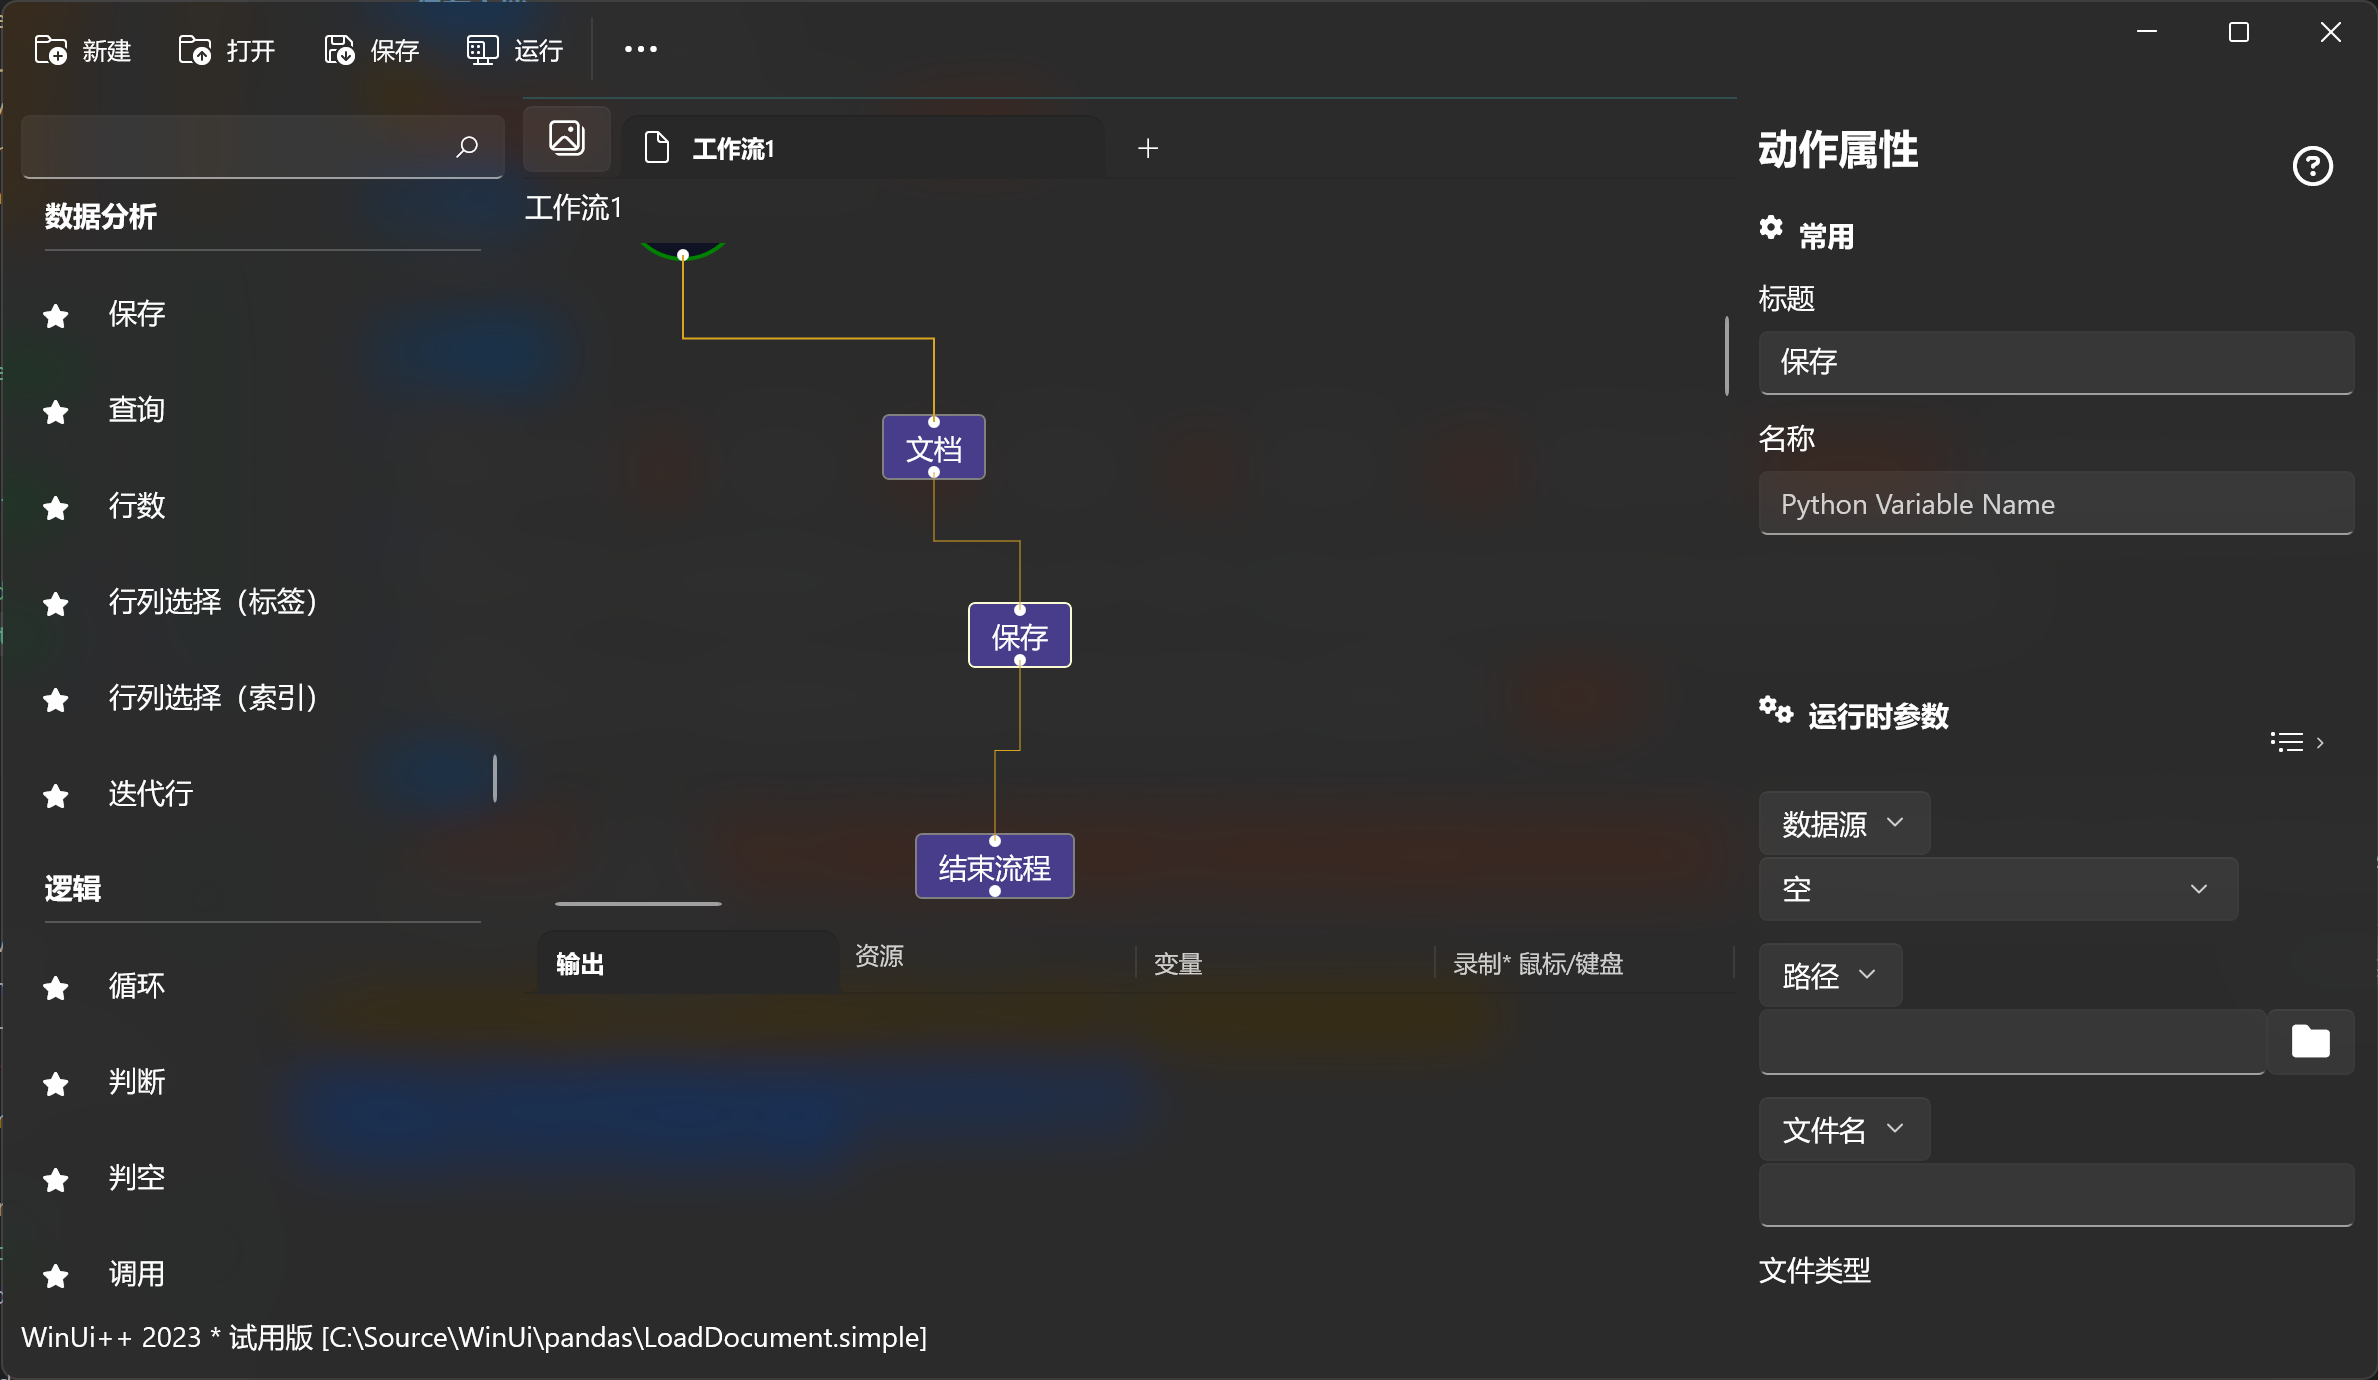 新建
打开
保存
运行
工作流1
工作流1
数据分析
保存
查询
行数
行列选择（标签）
行列选择（索引）
迭代行
逻辑
循环
判断
判空
调用
文档
保存
结束流程
输出
资源
变量
录制* 鼠标/键盘
动作属性
常用
标题
保存
名称
Python Variable Name
运行时参数
数据源
空
路径
文件名
文件类型
WinUi++ 2023 * 试用版 [C:\Source\WinUi\pandas\LoadDocument.simple]